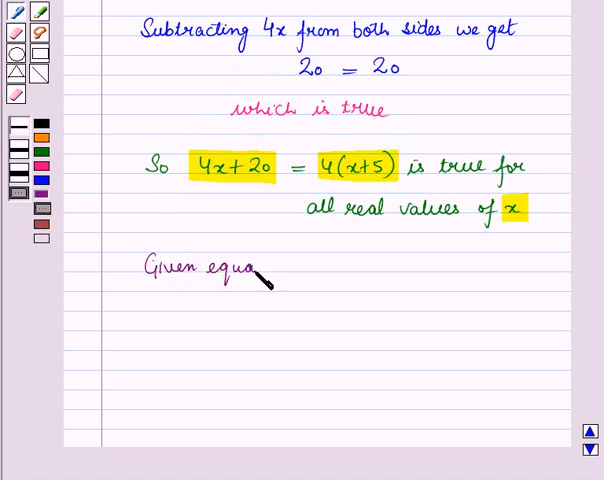 Subtracting 4x from both sides we get
20 = 20
which is true
So 4x+20 = 4(x+5) is true for
all real values of x
Given equa